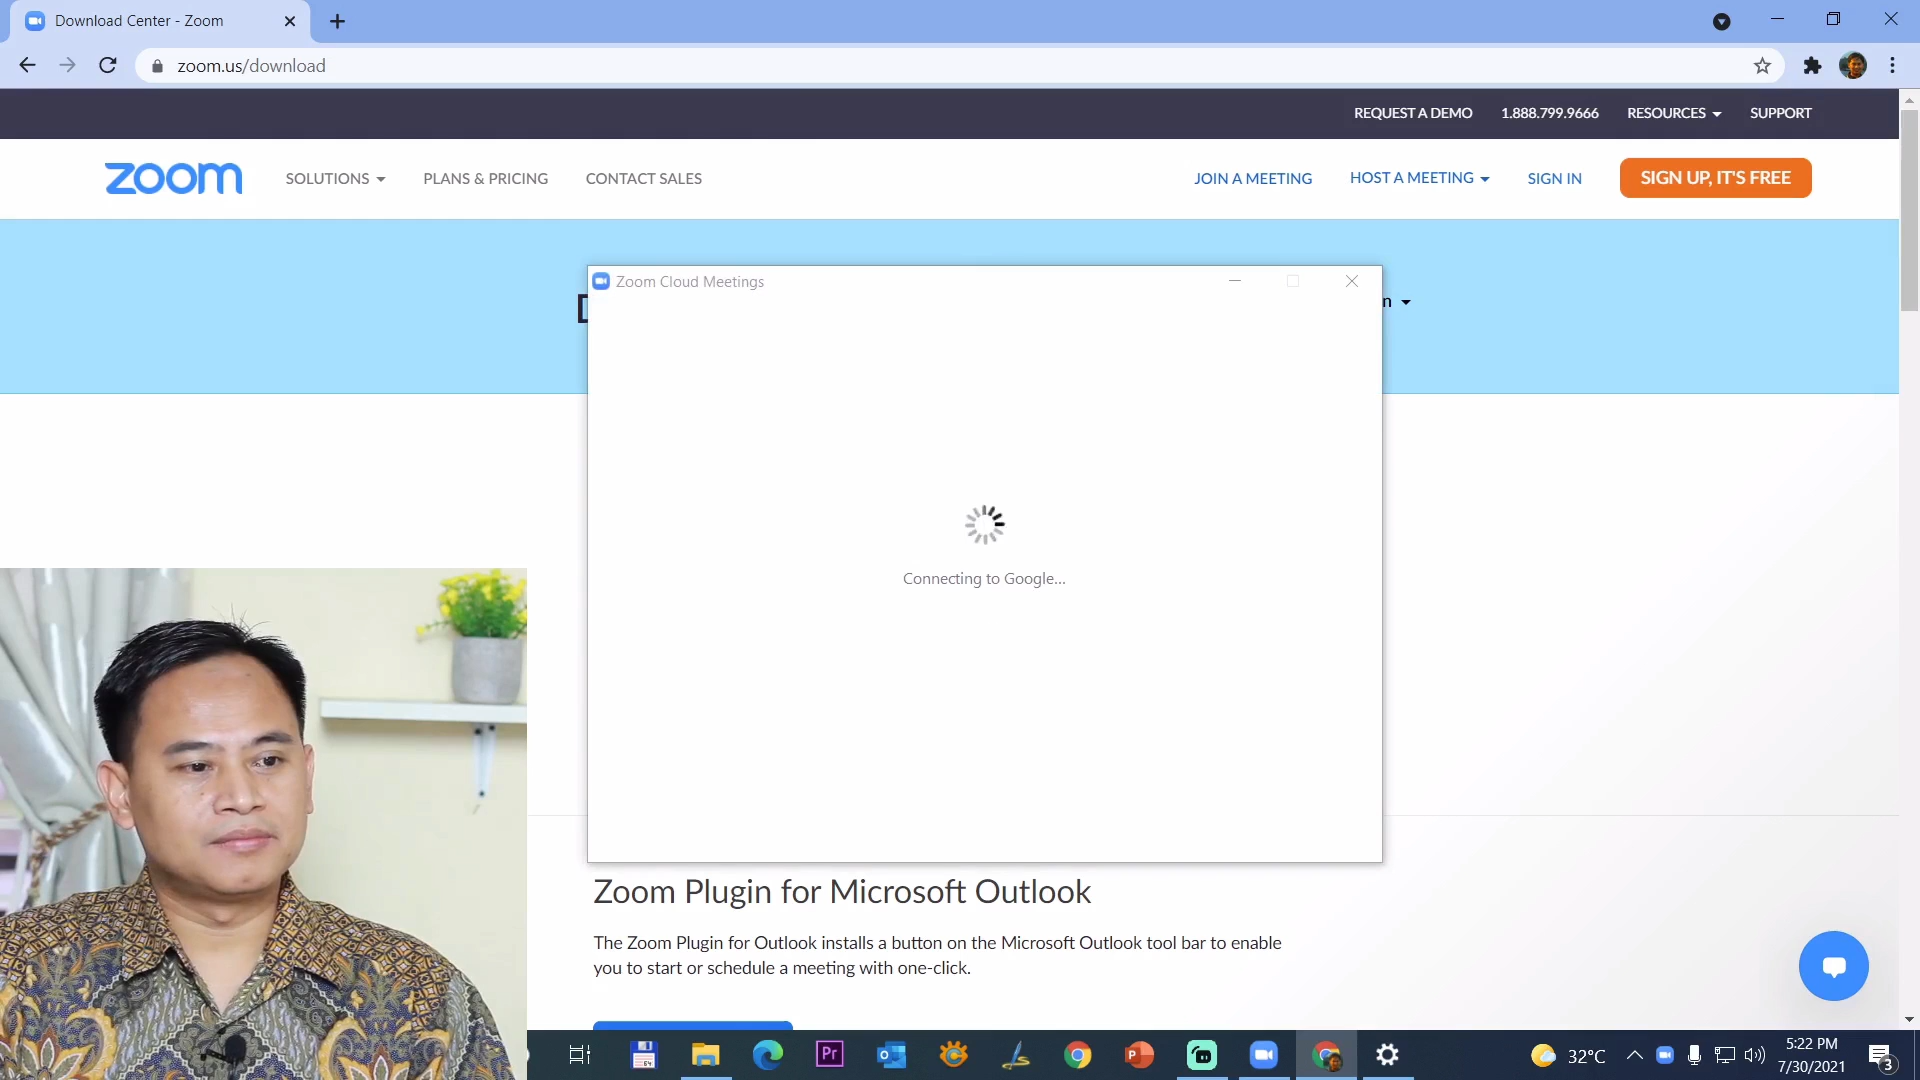 Download Center - Zoom
zoom.us/download
REQUEST A DEMO
1.888.799.9666
RESOURCES
SUPPORT
zoom
SOLUTIONS
PLANS & PRICING
CONTACT SALES
JOIN A MEETING
HOST A MEETING
SIGN IN
SIGN UP, IT'S FREE
Zoom Cloud Meetings
Connecting to Google...
Zoom Plugin for Microsoft Outlook
The Zoom Plugin for Outlook installs a button on the Microsoft Outlook tool bar to enable
you to start or schedule a meeting with one-click.
64
Pr
32°C
5:22 PM
7/30/2021
3